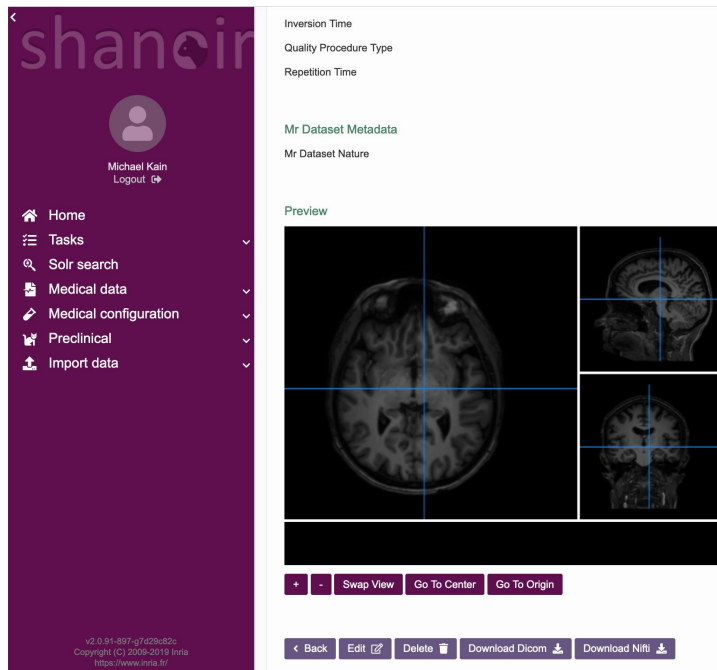 shanoir
Michael Kain
Logout
Home
Tasks
Solr search
Medical data
Medical configuration
Preclinical
Import data
v2.0.91-897-g7d29c82c
Copyright (C) 2009-2019 Inria
https://www.inria.fr/
Inversion Time
Quality Procedure Type
Repetition Time
Mr Dataset Metadata
Mr Dataset Nature
Preview
+ - Swap View Go To Center Go To Origin
Back Edit Delete Download Dicom Download Nifti